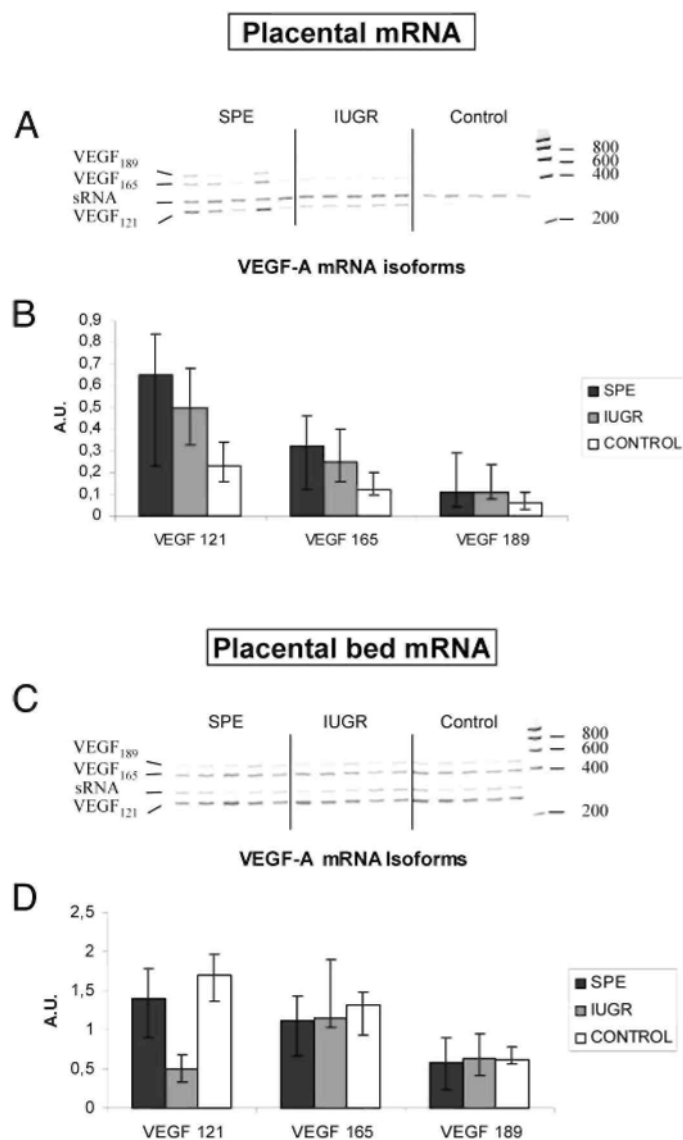 Placental mRNA
A
SPE IUGR Control
VEGF189
VEGF165
sRNA
VEGF121
800
600
400
200
VEGF-A mRNA isoforms
B
0,9
0,8
0,7
0,6
0,5
0,4
0,3
0,2
0,1
0
A.U.
VEGF 121 VEGF 165 VEGF 189
SPE
IUGR
CONTROL
Placental bed mRNA
C
SPE IUGR Control
VEGF189
VEGF165
sRNA
VEGF121
800
600
400
200
VEGF-A mRNA Isoforms
D
2,5
2
1,5
1
0,5
0
A.U.
VEGF 121 VEGF 165 VEGF 189
SPE
IUGR
CONTROL